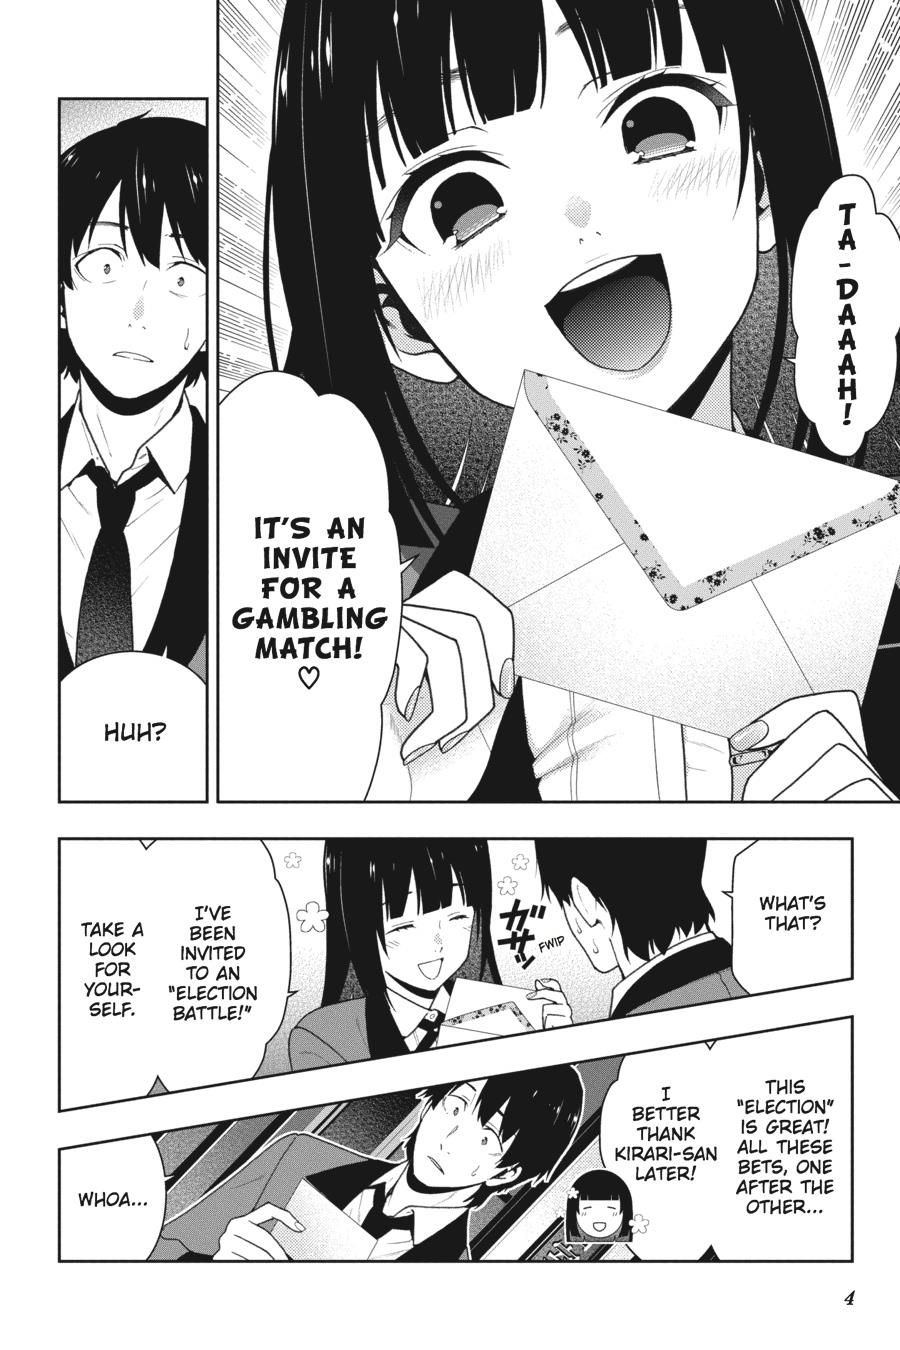 TA
-DAAAH!
IT'S AN
INVITE
FOR A
GAMBLING
MATCH!
♡
HUH?
WHAT'S
THAT?
ガサッ
FWIP
I'VE
BEEN
INVITED
TO AN
"ELECTION
BATTLE!"
TAKE A
LOOK
FOR
YOUR-
SELF.
THIS
"ELECTION"
IS GREAT!
ALL THESE
BETS, ONE
AFTER THE
OTHER...
I
BETTER
THANK
KIRARI-SAN
LATER!
WHOA...
4